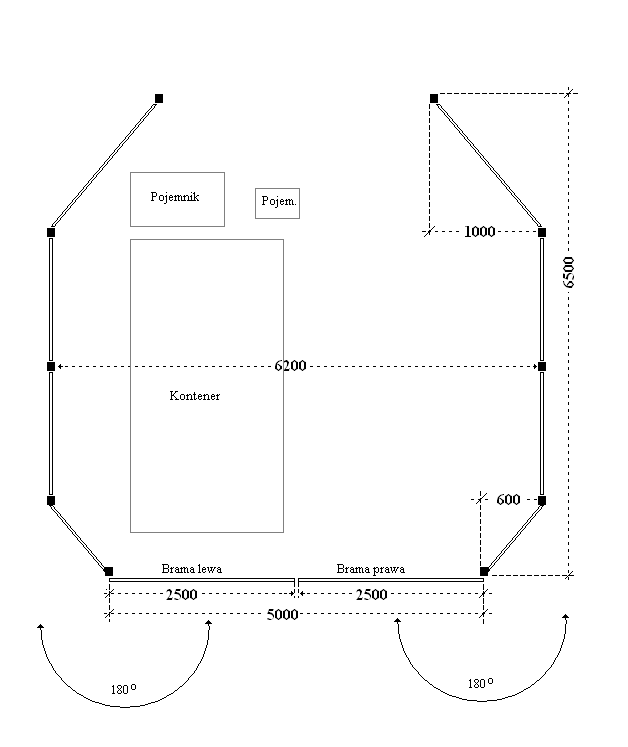 Pojemnik
Pojem.
1000
6500
6200
Kontener
600
Brama lewa
Brama prawa
2500
2500
5000
180°
180°